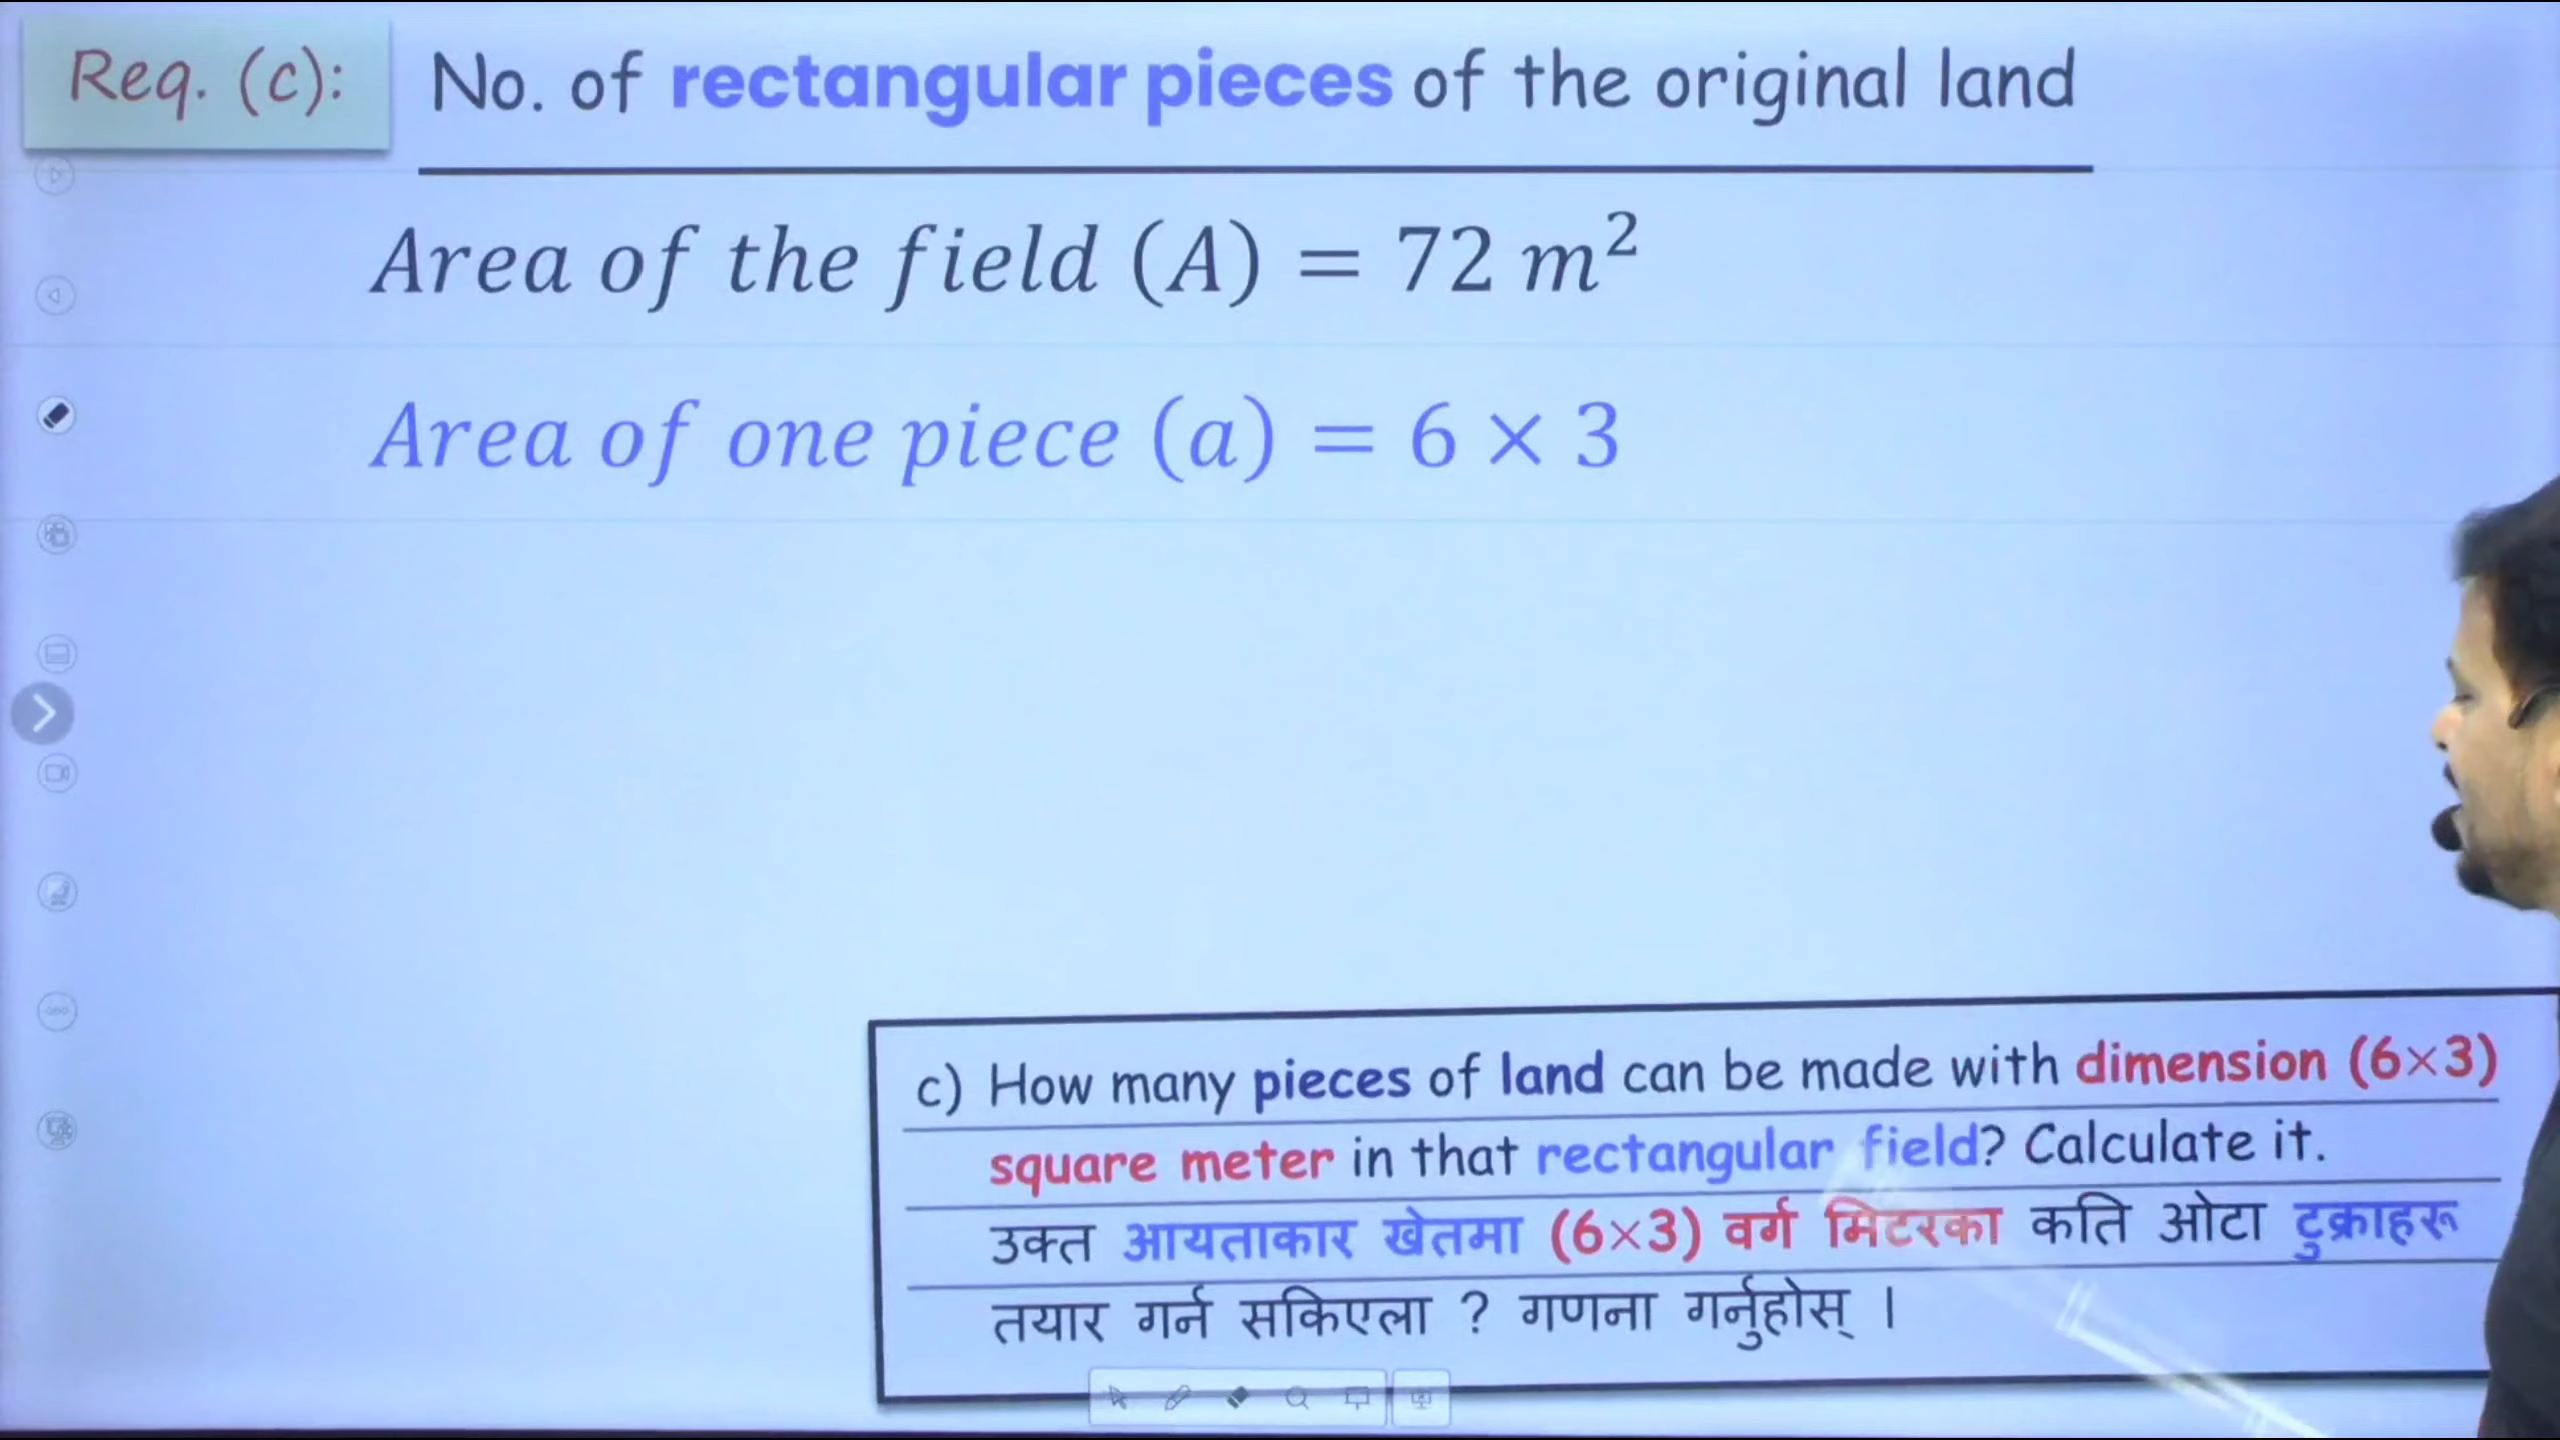 Req. (c): No. of rectangular pieces of the original land
Area of the field (A) = 72 m²
Area of one piece (a) = 6 × 3
c) How many pieces of land can be made with dimension (6×3)
square meter in that rectangular field? Calculate it.
उक्त आयताकार खेतमा (6×3) वर्ग मिटरका कति ओटा टुक्राहरू
तयार गर्न सकिएला ? गणना गर्नुहोस् ।